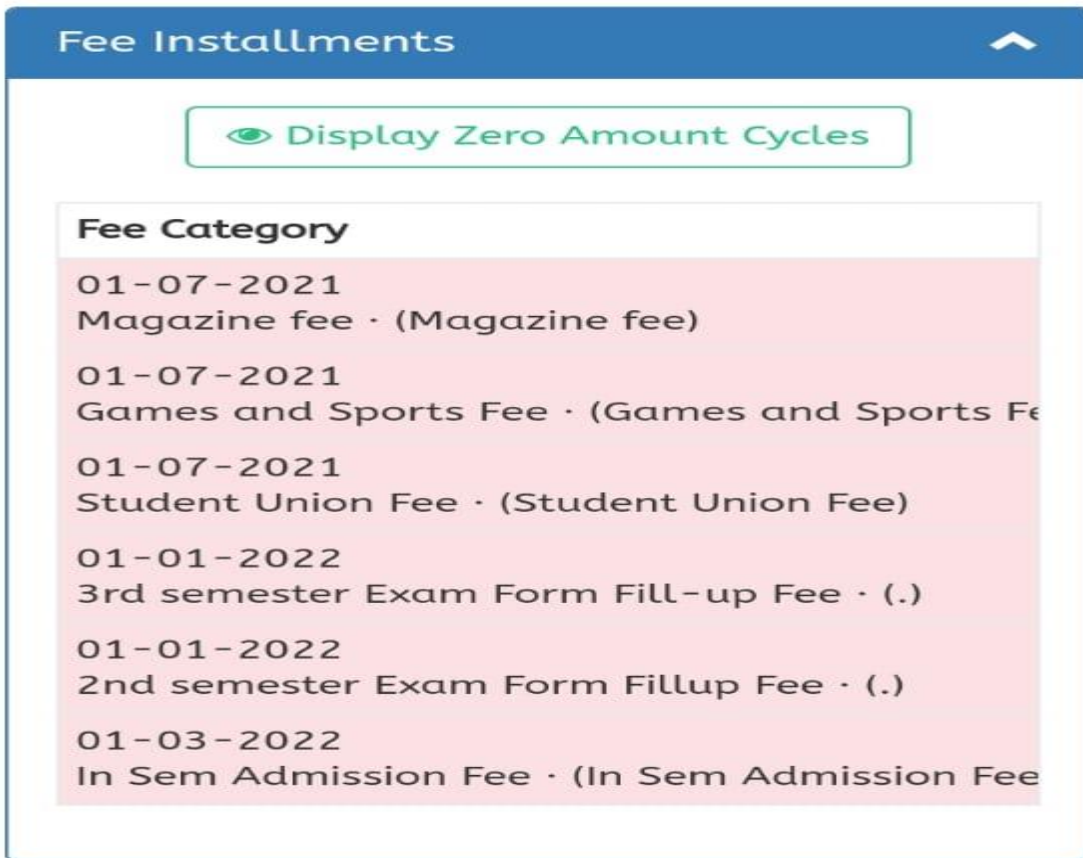 Fee Installments
Display Zero Amount Cycles
Fee Category
01-07-2021
Magazine fee · (Magazine fee)
01-07-2021
Games and Sports Fee · (Games and Sports
01-07-2021
Student Union Fee · (Student Union Fee)
01-01-2022
3rd semester Exam Form Fill-up Fee · (.)
01-01-2022
2nd semester Exam Form Fillup Fee · (.)
01-03-2022
In Sem Admission Fee · (In Sem Admission Fee